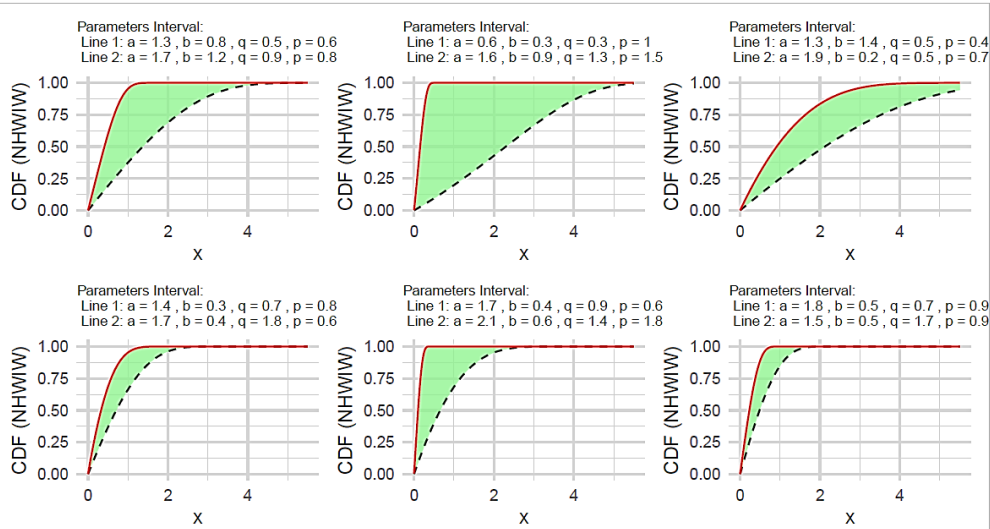 Parameters Interval:
Line 1: a = 1.3 , b = 0.8 , q = 0.5 , p = 0.6
Line 2: a = 1.7 , b = 1.2 , q = 0.9 , p = 0.8
CDF (NHWIIW)
1.00
0.75
0.50
0.25
0.00
0 2 4
X
Parameters Interval:
Line 1: a = 0.6 , b = 0.3 , q = 0.3 , p = 1
Line 2: a = 1.6 , b = 0.9 , q = 1.3 , p = 1.5
CDF (NHWIIW)
1.00
0.75
0.50
0.25
0.00
0 2 4
X
Parameters Interval:
Line 1: a = 1.3 , b = 1.4 , q = 0.5 , p = 0.4
Line 2: a = 1.9 , b = 0.2 , q = 0.5 , p = 0.7
CDF (NHWIIW)
1.00
0.75
0.50
0.25
0.00
0 2 4
X
Parameters Interval:
Line 1: a = 1.4 , b = 0.3 , q = 0.7 , p = 0.8
Line 2: a = 1.7 , b = 0.4 , q = 1.8 , p = 0.6
CDF (NHWIIW)
1.00
0.75
0.50
0.25
0.00
0 2 4
X
Parameters Interval:
Line 1: a = 1.7 , b = 0.4 , q = 0.9 , p = 0.6
Line 2: a = 2.1 , b = 0.6 , q = 1.4 , p = 1.8
CDF (NHWIIW)
1.00
0.75
0.50
0.25
0.00
0 2 4
X
Parameters Interval:
Line 1: a = 1.8 , b = 0.5 , q = 0.7 , p = 0.9
Line 2: a = 1.5 , b = 0.5 , q = 1.7 , p = 0.9
CDF (NHWIIW)
1.00
0.75
0.50
0.25
0.00
0 2 4
X